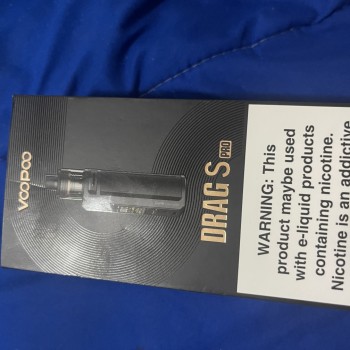 VOOPOO
DRAG S PRO
WARNING: This
product maybe used
with e-liquid products
containing nicotine.
Nicotine is an addictive